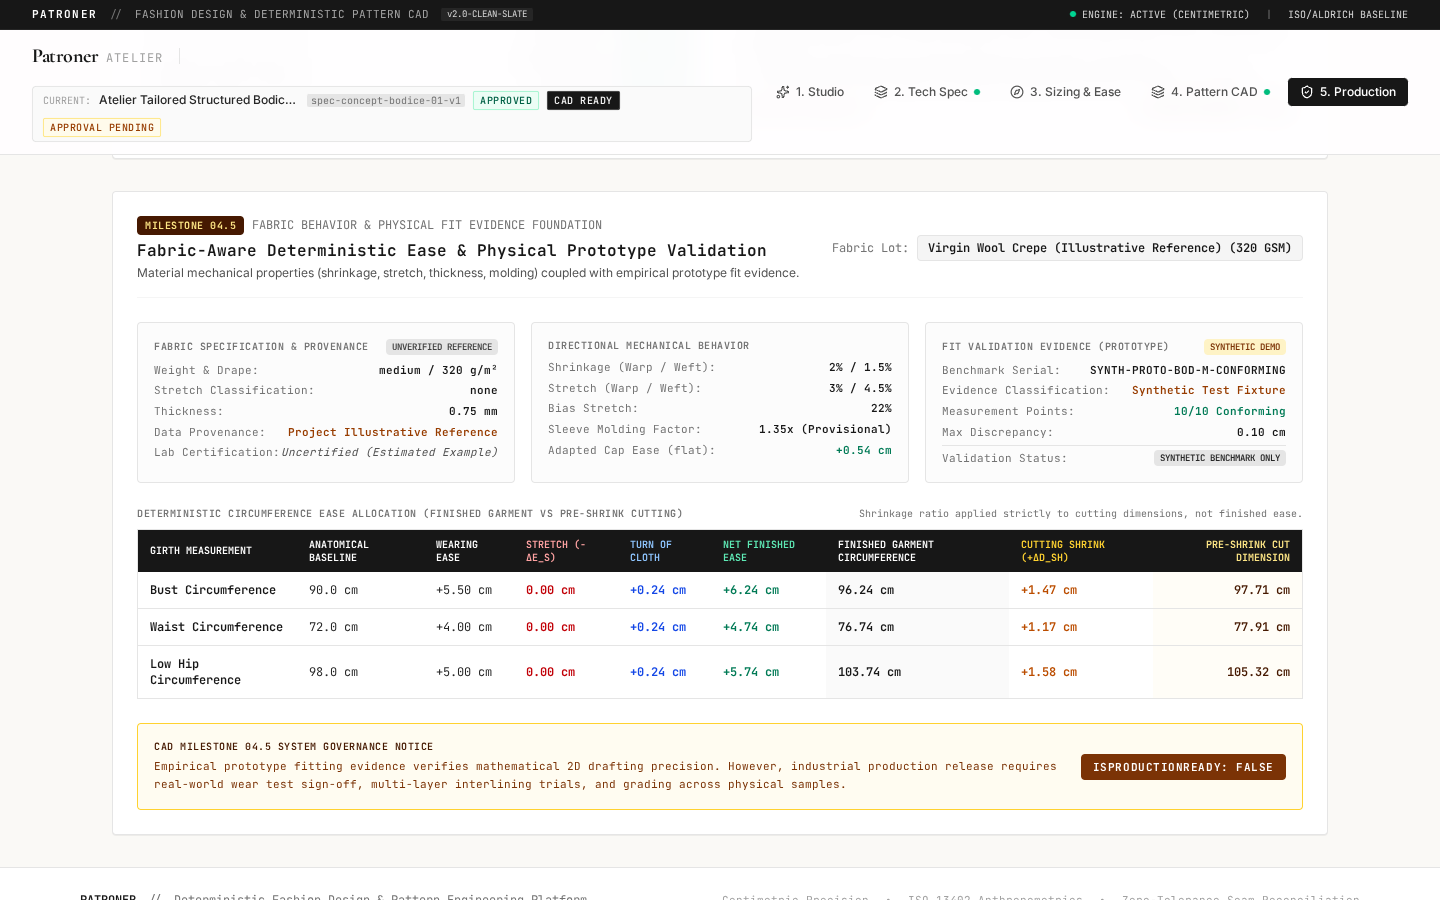 PATRONER // FASHION DESIGN & DETERMINISTIC PATTERN CAD v2.0-CLEAN-SLATE
ENGINE: ACTIVE (CENTIMETRIC) | ISO/ALDRICH BASELINE
Patroner ATELIER
CURRENT: Atelier Tailored Structured Bodic... spec-concept-bodice-01-v1 APPROVED CAD READY
APPROVAL PENDING
1. Studio 2. Tech Spec 3. Sizing & Ease 4. Pattern CAD 5. Production
MILESTONE 04.5 FABRIC BEHAVIOR & PHYSICAL FIT EVIDENCE FOUNDATION
Fabric-Aware Deterministic Ease & Physical Prototype Validation
Material mechanical properties (shrinkage, stretch, thickness, molding) coupled with empirical prototype fit evidence.
Fabric Lot: Virgin Wool Crepe (Illustrative Reference) (320 GSM)
FABRIC SPECIFICATION & PROVENANCE UNVERIFIED REFERENCE
Weight & Drape: medium / 320 g/m²
Stretch Classification: none
Thickness: 0.75 mm
Data Provenance: Project Illustrative Reference
Lab Certification: Uncertified (Estimated Example)
DIRECTIONAL MECHANICAL BEHAVIOR
Shrinkage (Warp / Weft): 2% / 1.5%
Stretch (Warp / Weft): 3% / 4.5%
Bias Stretch: 22%
Sleeve Molding Factor: 1.35x (Provisional)
Adapted Cap Ease (flat): +0.54 cm
FIT VALIDATION EVIDENCE (PROTOTYPE) SYNTHETIC DEMO
Benchmark Serial: SYNTH-PROTO-BOD-M-CONFORMING
Evidence Classification: Synthetic Test Fixture
Measurement Points: 10/10 Conforming
Max Discrepancy: 0.10 cm
Validation Status: SYNTHETIC BENCHMARK ONLY
DETERMINISTIC CIRCUMFERENCE EASE ALLOCATION (FINISHED GARMENT VS PRE-SHRINK CUTTING)
Shrinkage ratio applied strictly to cutting dimensions, not finished ease.
GIRTH MEASUREMENT ANATOMICAL BASELINE WEARING EASE STRETCH (-ΔE_S) TURN OF CLOTH NET FINISHED EASE FINISHED GARMENT CIRCUMFERENCE CUTTING SHRINK (+ΔD_SH) PRE-SHRINK CUT DIMENSION
Bust Circumference 90.0 cm +5.50 cm 0.00 cm +0.24 cm +6.24 cm 96.24 cm +1.47 cm 97.71 cm
Waist Circumference 72.0 cm +4.00 cm 0.00 cm +0.24 cm +4.74 cm 76.74 cm +1.17 cm 77.91 cm
Low Hip Circumference 98.0 cm +5.00 cm 0.00 cm +0.24 cm +5.74 cm 103.74 cm +1.58 cm 105.32 cm
CAD MILESTONE 04.5 SYSTEM GOVERNANCE NOTICE
Empirical prototype fitting evidence verifies mathematical 2D drafting precision. However, industrial production release requires
real-world wear test sign-off, multi-layer interlining trials, and grading across physical samples.
ISPRODUCTIONREADY: FALSE
PATRONER // Deterministic Fashion Design & Pattern Engineering Platform
Centimetric Precision • ISO 13402 Anthropometrics • Zero Tolerance Seam Reconciliation